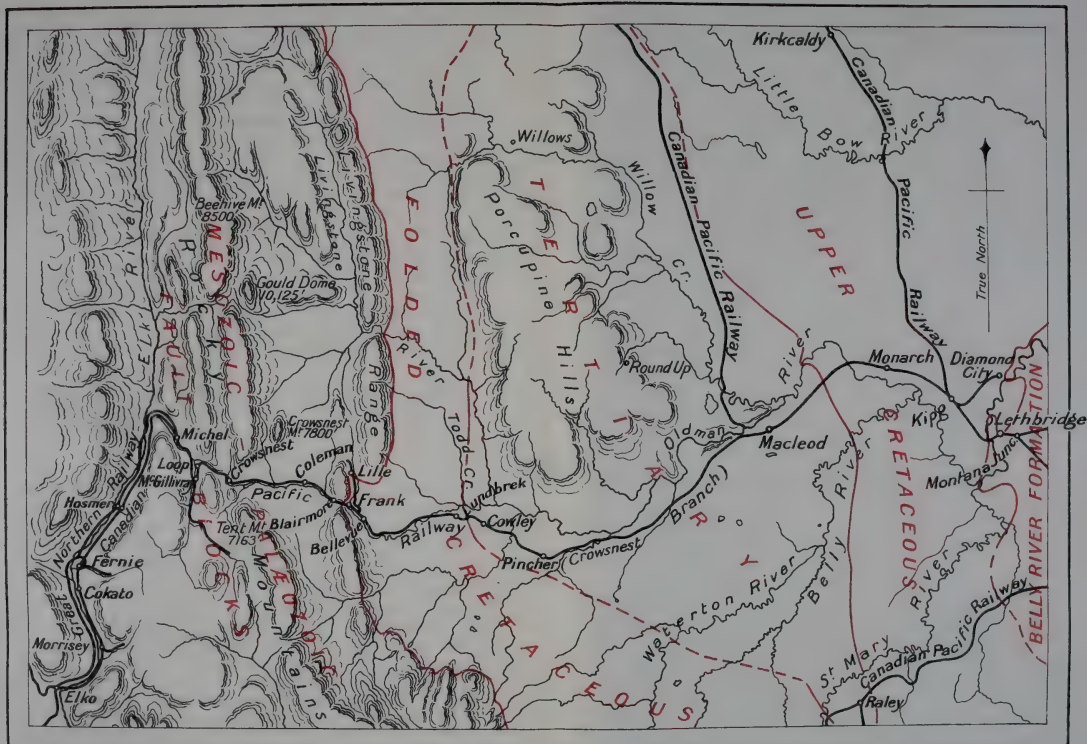 Kirkcaldy
Canadian Pacific Railway
Little Bow River
Willows
Willow Cr.
Canadian Pacific Railway
True North
UPPER CRETACEOUS
TERTIARY
Porcupine Hills
FOLDED CRETACEOUS
Livingstone
Livingstone Range
Beehive Mt.
8500
Rocky Mountains
MESOZOIC
Gould Dome
10,125'
FAULT BLOCKS
PALÆOZOIC
Elk River
River
Todd Cr.
Round Up
Oldman River
Monarch
Diamond City
Kipp
Lethbridge
Montana Junc.
BELLY RIVER FORMATION
Macleod
Crowsnest
Mt. 7800'
Michel
Loop
McGillivray
Crowsnest
Coleman
Lille
Frank
Blairmore
Bellevue
Tent Mt.
7163'
Lundbrek
Cowley
Pincher
Canadian Pacific Railway
(Crowsnest Branch)
Hosmer
Fernie
Cokato
Morrisey
Elko
Great Northern Railway
Waterton River
Belly River
St. Mary River
Canadian Pacific Railway
Raley